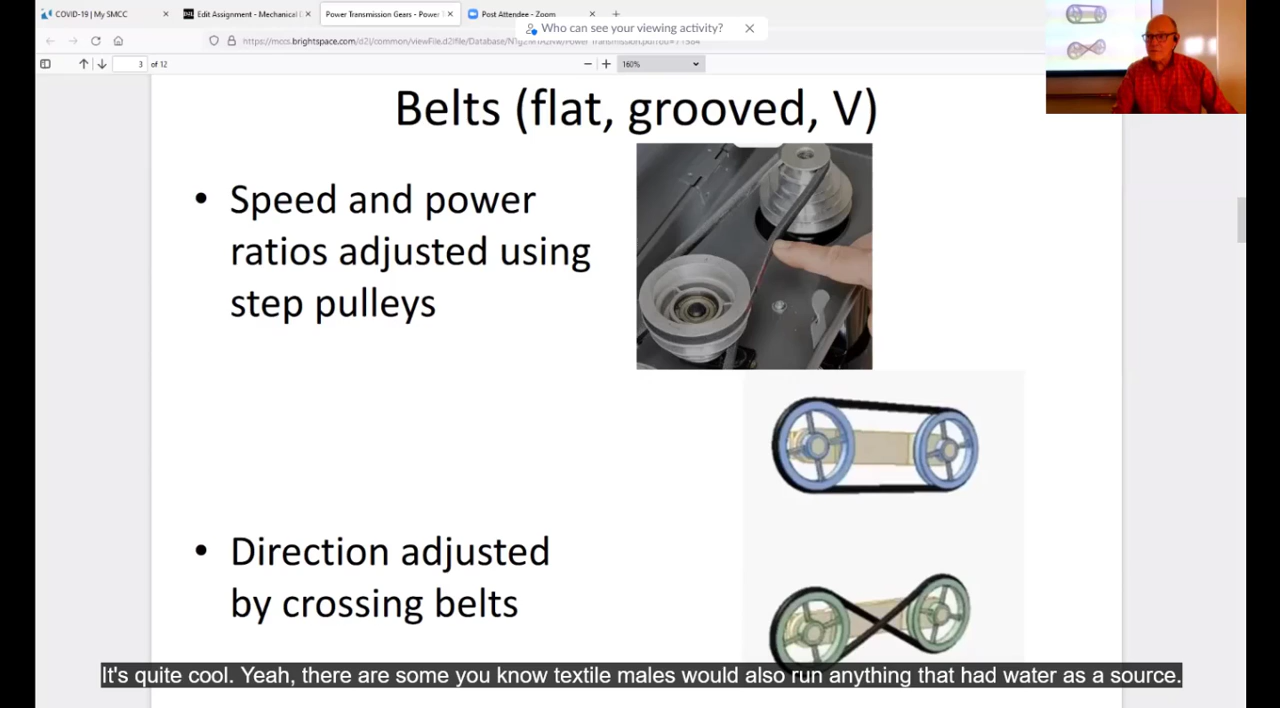 COVID-19 | My SMCC
Edit Assignment - Mechanical
Power Transmission Gears - Power
Post Attendee - Zoom
Who can see your viewing activity?
3 of 12
160%
Belts (flat, grooved, V)
• Speed and power
ratios adjusted using
step pulleys
• Direction adjusted
by crossing belts
It's quite cool. Yeah, there are some you know textile males would also run anything that had water as a source.